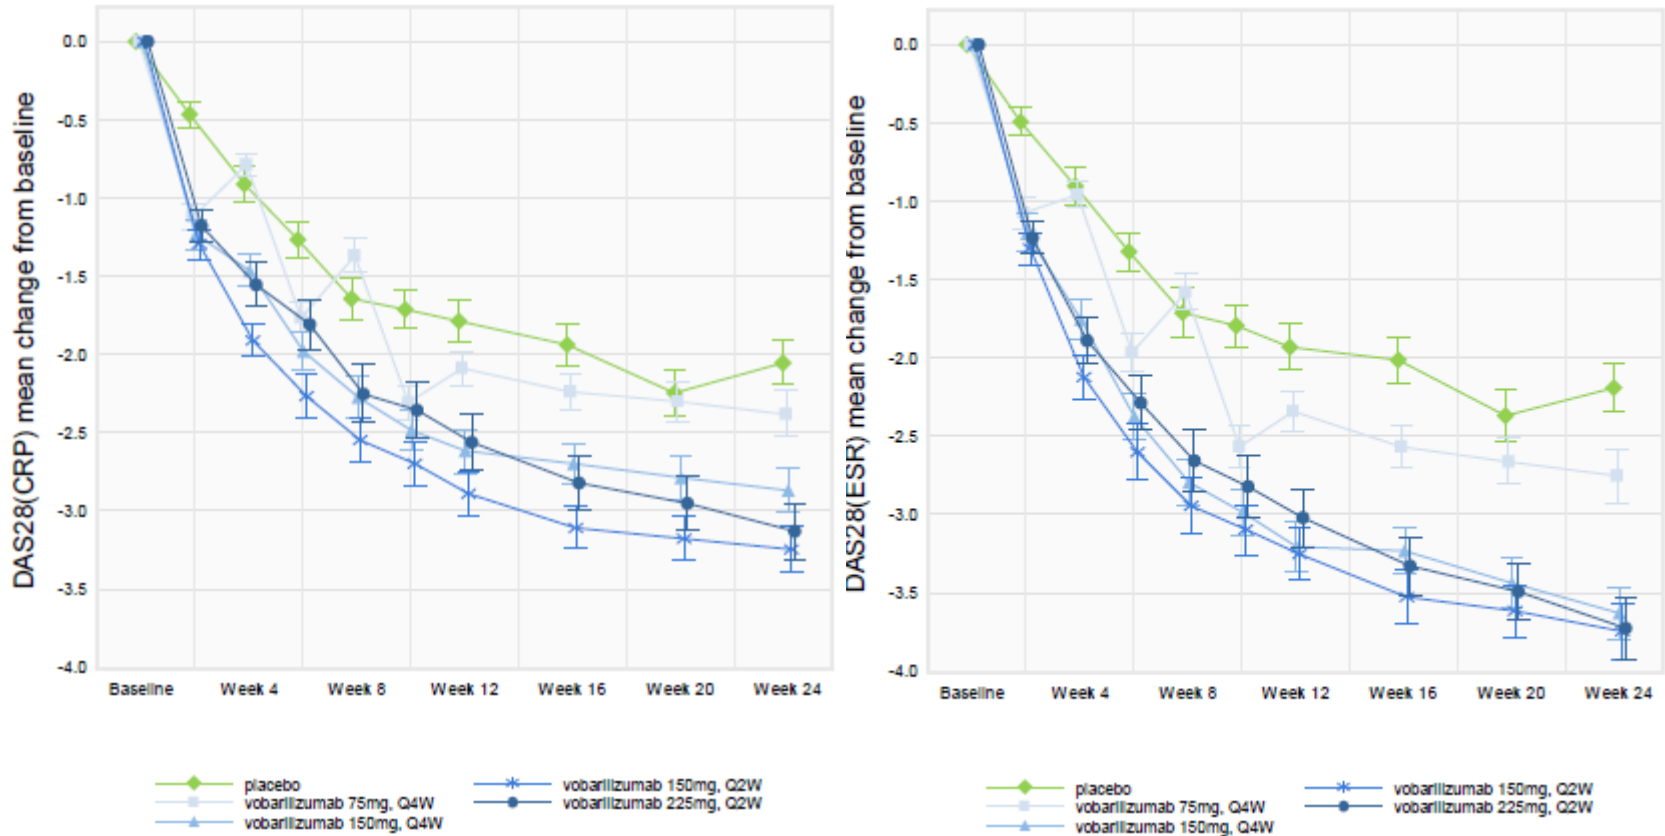 DAS28(CRP) mean change from baseline
0.0
-0.5
-1.0
-1.5
-2.0
-2.5
-3.0
-3.5
-4.0
Baseline Week 4 Week 8 Week 12 Week 16 Week 20 Week 24
placebo
vobarilizumab 75mg, Q4W
vobarilizumab 150mg, Q4W
vobarilizumab 150mg, Q2W
vobarilizumab 225mg, Q2W
DAS28(ESR) mean change from baseline
0.0
-0.5
-1.0
-1.5
-2.0
-2.5
-3.0
-3.5
-4.0
Baseline Week 4 Week 8 Week 12 Week 16 Week 20 Week 24
placebo
vobarilizumab 75mg, Q4W
vobarilizumab 150mg, Q4W
vobarilizumab 150mg, Q2W
vobarilizumab 225mg, Q2W